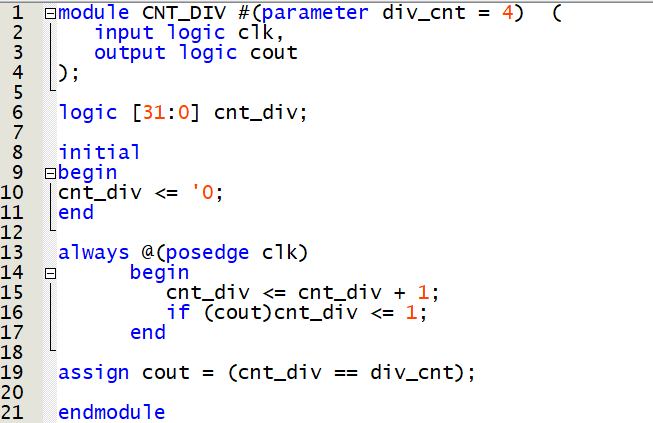 1 module CNT_DIV #(parameter div_cnt = 4)  (
2 input logic clk,
3 output logic cout
4 );
5
6 logic [31:0] cnt_div;
7
8 initial
9 begin
10 cnt_div <= '0;
11 end
12
13 always @(posedge clk)
14 begin
15 cnt_div <= cnt_div + 1;
16 if (cout)cnt_div <= 1;
17 end
18
19 assign cout = (cnt_div == div_cnt);
20
21 endmodule